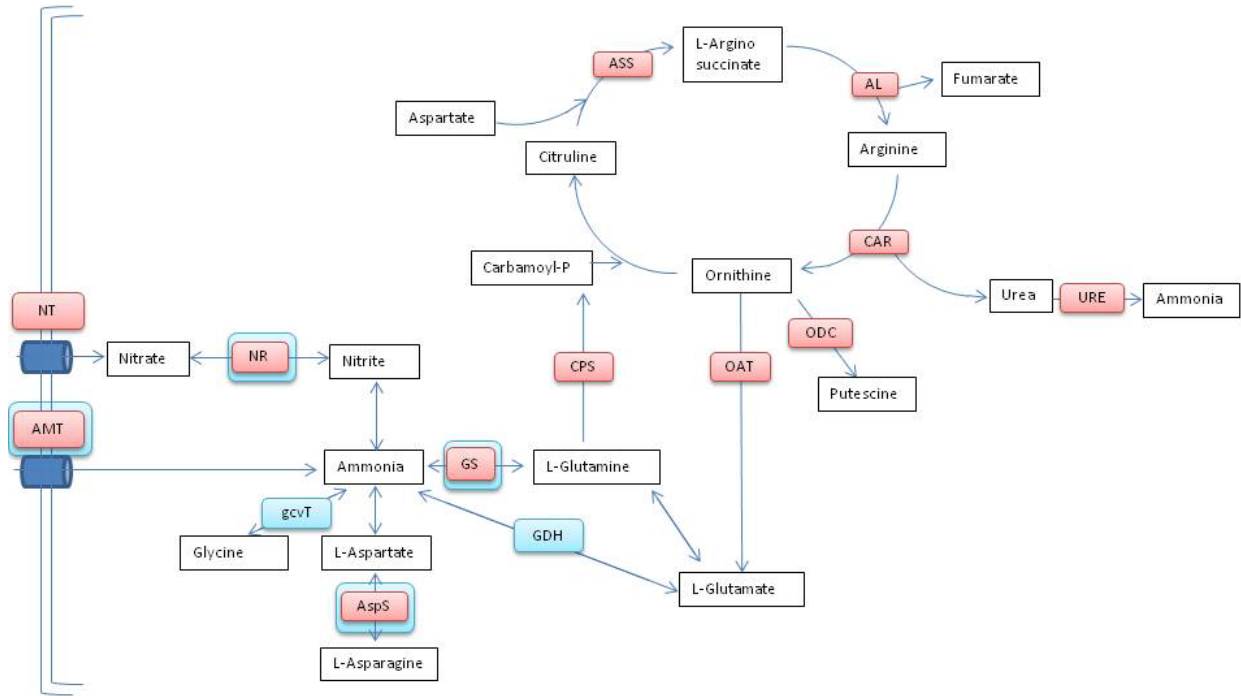 L-Argino
succinate
ASS
AL
Fumarate
Aspartate
Citruline
Arginine
CAR
Carbamoyl-P
Ornithine
Urea
URE
Ammonia
NT
ODC
Nitrate
NR
Nitrite
CPS
OAT
Putescine
AMT
Ammonia
GS
L-Glutamine
gcvT
GDH
Glycine
L-Aspartate
L-Glutamate
AspS
L-Asparagine